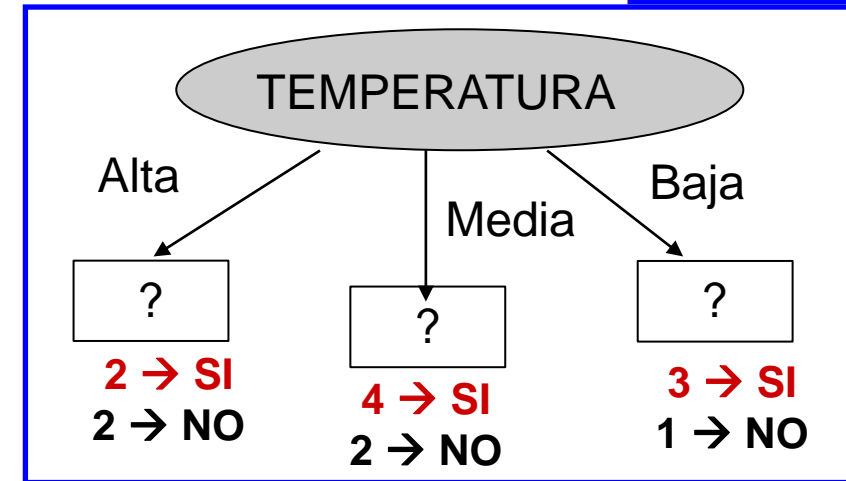 TEMPERATURA
Alta
Media
Baja
?
2 → SI
2 → NO
?
4 → SI
2 → NO
?
3 → SI
1 → NO